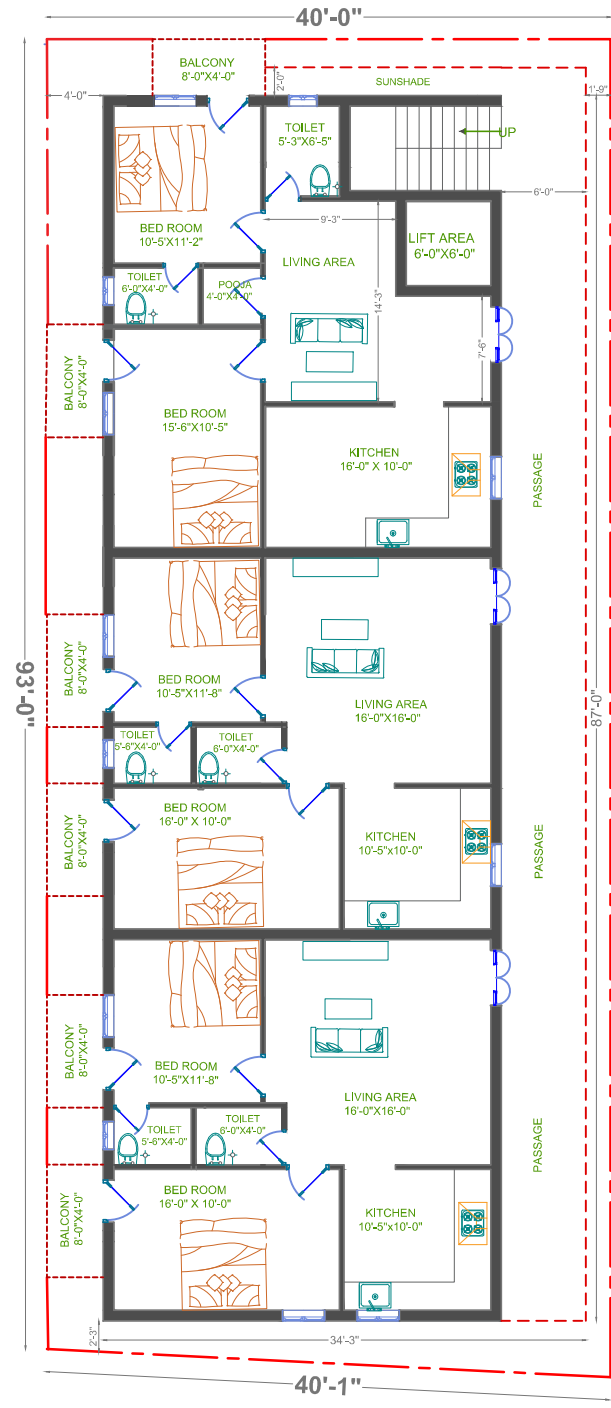 40'-0"
BALCONY
8'-0"X4'-0"
2'-0"
SUNSHADE
4'-0"
1'-9"
TOILET
5'-3"X6'-5"
UP
6'-0"
BED ROOM
10'-5"X11'-2"
9'-3"
LIFT AREA
6'-0"X6'-0"
LIVING AREA
TOILET
6'-0"X4'-0"
POOJA
4'-0"X4'-0"
14'-3"
7'-6"
BALCONY
8'-0"X4'-0"
BED ROOM
15'-6"X10'-5"
KITCHEN
16'-0" X 10'-0"
PASSAGE
BALCONY
8'-0"X4'-0"
BED ROOM
10'-5"X11'-8"
LIVING AREA
16'-0"X16'-0"
93'-0"
87'-0"
TOILET
5'-6"X4'-0"
TOILET
6'-0"X4'-0"
BALCONY
8'-0"X4'-0"
BED ROOM
16'-0" X 10'-0"
KITCHEN
10'-5"x10'-0"
PASSAGE
BALCONY
8'-0"X4'-0"
BED ROOM
10'-5"X11'-8"
LIVING AREA
16'-0"X16'-0"
TOILET
5'-6"X4'-0"
TOILET
6'-0"X4'-0"
PASSAGE
BALCONY
8'-0"X4'-0"
BED ROOM
16'-0" X 10'-0"
KITCHEN
10'-5"x10'-0"
2'-3"
34'-3"
40'-1"